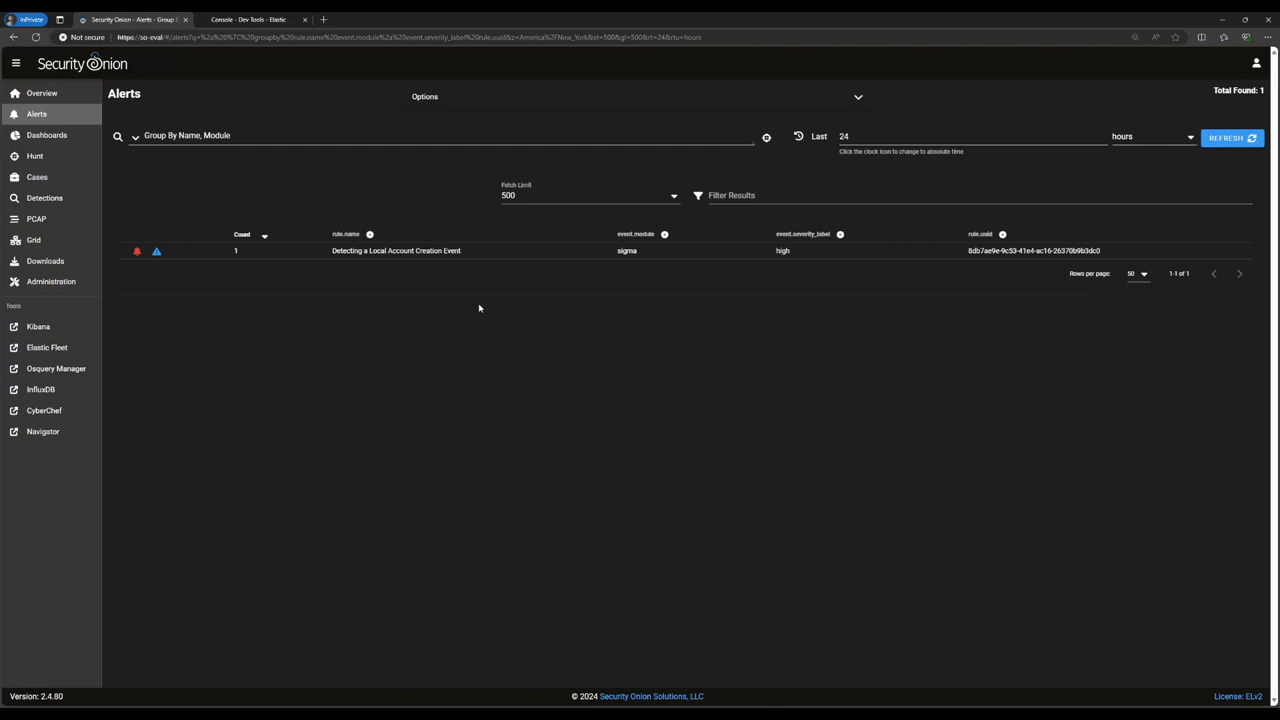 InPrivate
Security Onion - Alerts - Group
Console - Dev Tools - Elastic
Not secure
https://so-eval/#/alerts?q=%2a%20%7C%20groupby%20rule.name%20event.module%2a%20event.severity_label%20rule.uuid&z=America%2FNew_York&el=500&gl=500&rt=24&rtu=hours
Security Onion
Overview
Alerts
Dashboards
Hunt
Cases
Detections
PCAP
Grid
Downloads
Administration
Tools
Kibana
Elastic Fleet
Osquery Manager
InfluxDB
CyberChef
Navigator
Alerts
Options
Total Found: 1
Group By Name, Module
Last
24
hours
REFRESH
Click the clock icon to change to absolute time
Fetch Limit
500
Filter Results
Count rule.name event.module event.severity_label rule.uuid
1 Detecting a Local Account Creation Event sigma high 8db7ae9e-9c53-41e4-ac16-26370b9b3dc0
Rows per page: 50 1-1 of 1
Version: 2.4.80
© 2024 Security Onion Solutions, LLC
License: ELv2